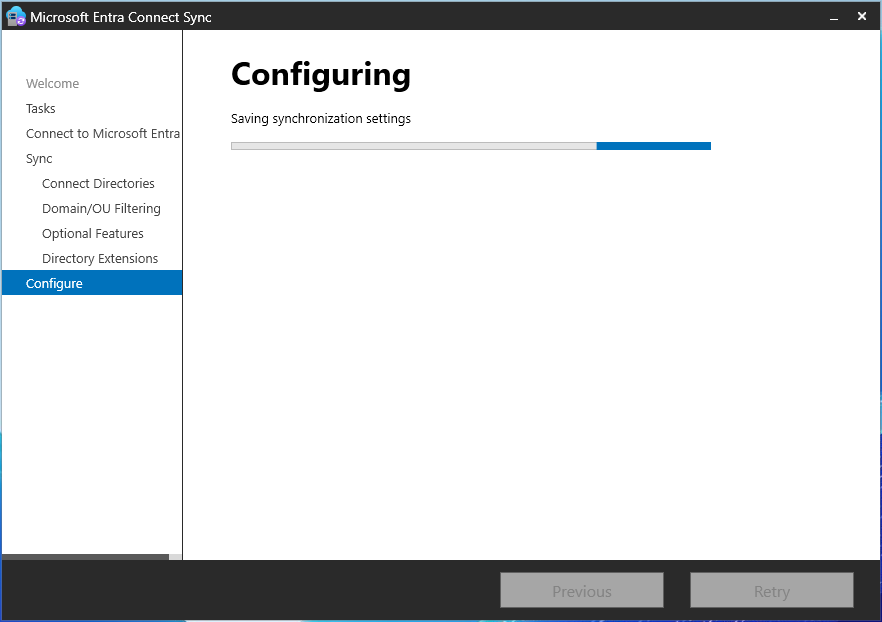 Microsoft Entra Connect Sync
Welcome
Tasks
Connect to Microsoft Entra
Sync
Connect Directories
Domain/OU Filtering
Optional Features
Directory Extensions
Configure
Configuring
Saving synchronization settings
Previous
Retry